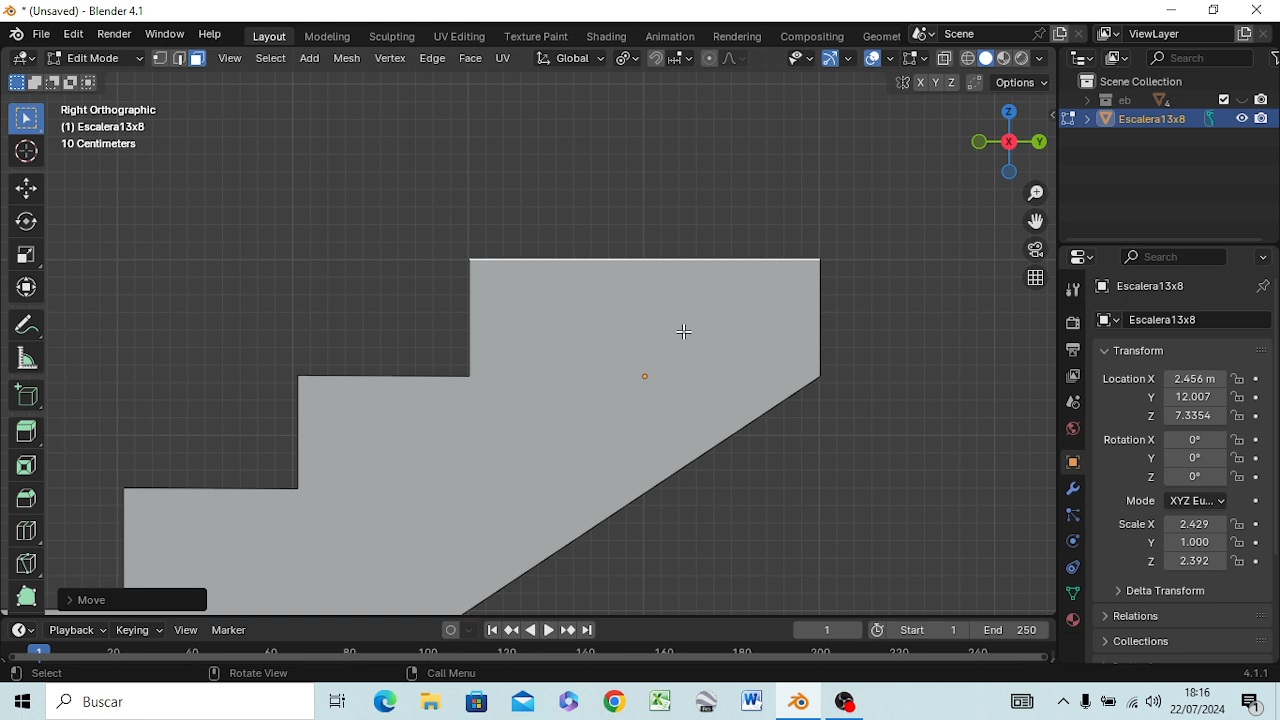 * (Unsaved) - Blender 4.1
File Edit Render Window Help Layout Modeling Sculpting UV Editing Texture Paint Shading Animation Rendering Compositing Geomet Scene ViewLayer
Edit Mode View Select Add Mesh Vertex Edge Face UV Global Search
X Y Z Options
Scene Collection
eb 4
Escalera13x8
Right Orthographic
(1) Escalera13x8
10 Centimeters
Z
Y
X
Search
Escalera13x8
Escalera13x8
Transform
Location X 2.456 m
Y 12.007
Z 7.3354
Rotation X 0°
Y 0°
Z 0°
Mode XYZ Eu...
Scale X 2.429
Y 1.000
Z 2.392
Delta Transform
Relations
Collections
Move
Playback Keying View Marker 1 Start 1 End 250
1 20 40 60 80 100 120 140 160 180 200 220 240
Select Rotate View Call Menu 4.1.1
Buscar
18:16
22/07/2024
1